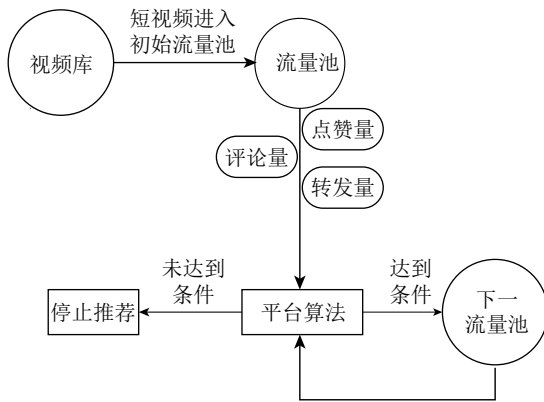 短视频进入
初始流量池
视频库
流量池
点赞量
评论量
转发量
未达到
条件
达到
条件
停止推荐
平台算法
下一
流量池